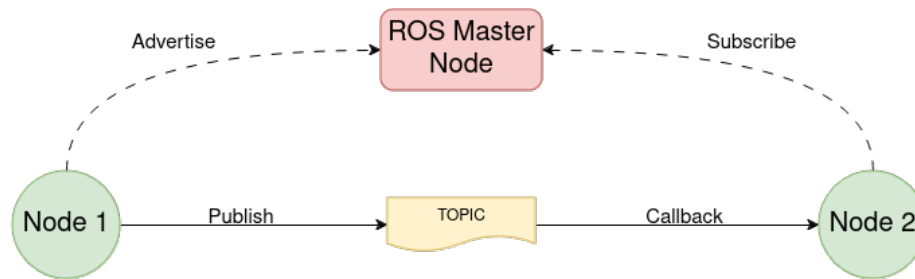 Advertise
ROS Master
Node
Subscribe
Node 1
Publish
TOPIC
Callback
Node 2